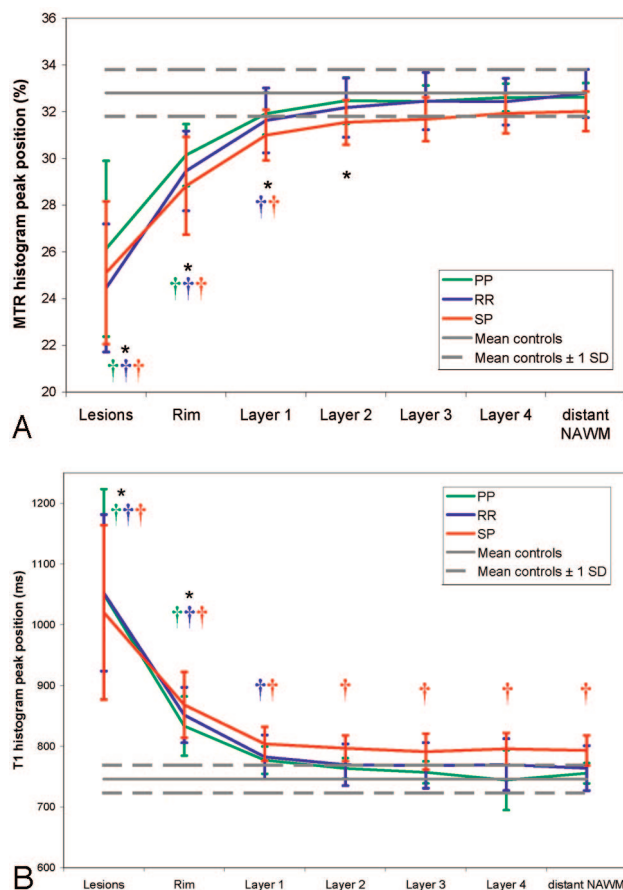 36
34
32
30
28
26
24
22
20
MTR histogram peak position (%)
*
†††
*
†††
*
††
*
PP
RR
SP
Mean controls
Mean controls ± 1 SD
Lesions Rim Layer 1 Layer 2 Layer 3 Layer 4 distant
NAWM
A
1200
1100
1000
900
800
700
600
T1 histogram peak position (ms)
*
†††
*
†††
†† † † † †
PP
RR
SP
Mean controls
Mean controls ± 1 SD
Lesions Rim Layer 1 Layer 2 Layer 3 Layer 4 distant NAWM
B